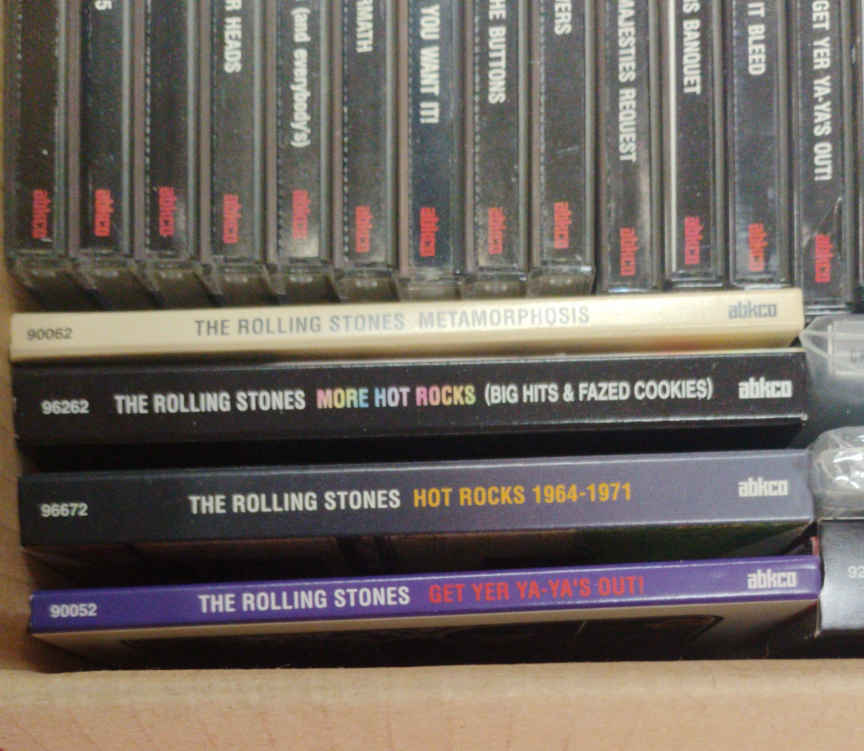 5
R HEADS
(and everybody's)
RMATH
YOU WANT IT!
HE BUTTONS
ERS
MAJESTIES REQUEST
S BANQUET
IT BLEED
GET YER YA-YA'S OUT!
abkco
abkco
abkco
abkco
abkco
abkco
abkco
abkco
abkco
abkco
abkco
abkco
abkco
90062 THE ROLLING STONES METAMORPHOSIS abkco
96262 THE ROLLING STONES MORE HOT ROCKS (BIG HITS & FAZED COOKIES) abkco
96672 THE ROLLING STONES HOT ROCKS 1964-1971 abkco
90052 THE ROLLING STONES GET YER YA-YA'S OUT! abkco
92